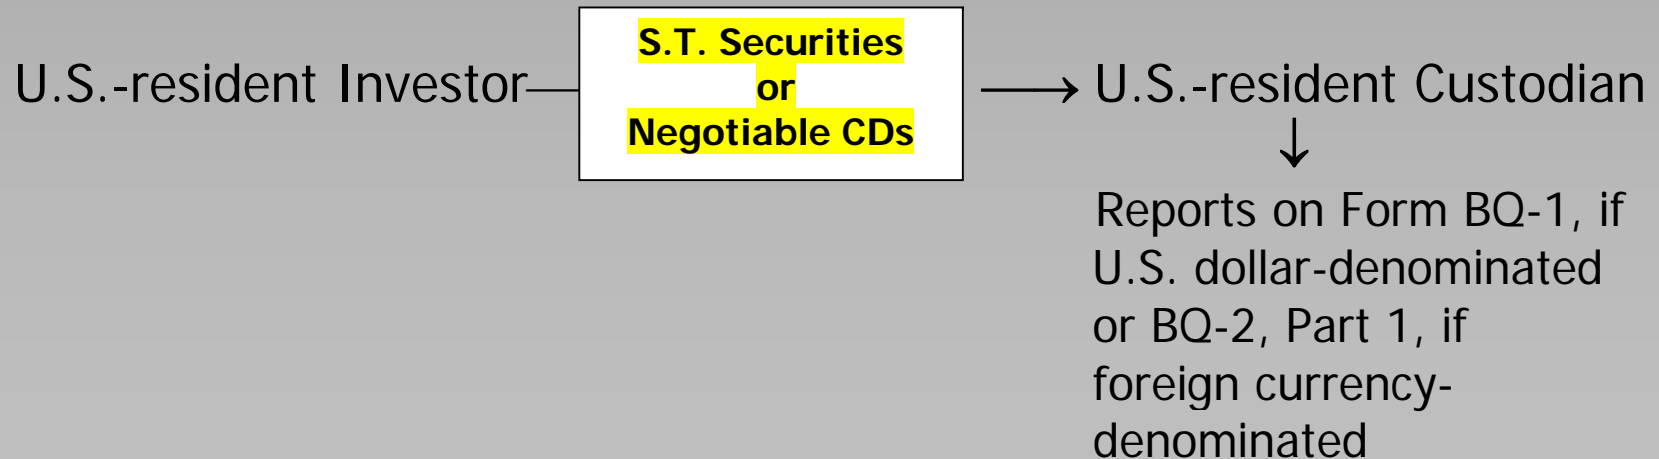 S.T. Securities
or
Negotiable CDs
U.S.-resident Investor
U.S.-resident Custodian
Reports on Form BQ-1, if
U.S. dollar-denominated
or BQ-2, Part 1, if
foreign currency-
denominated